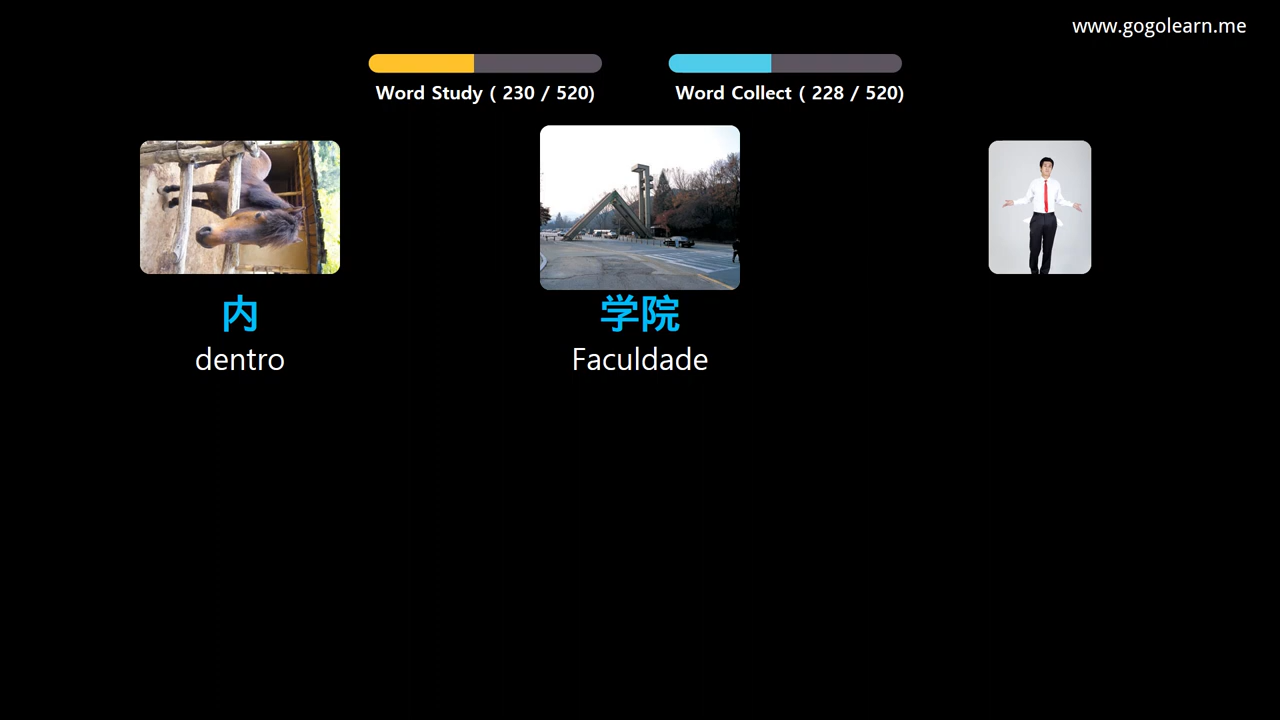 www.gogolearn.me
Word Study ( 230 / 520)
Word Collect ( 228 / 520)
内
dentro
学院
Faculdade